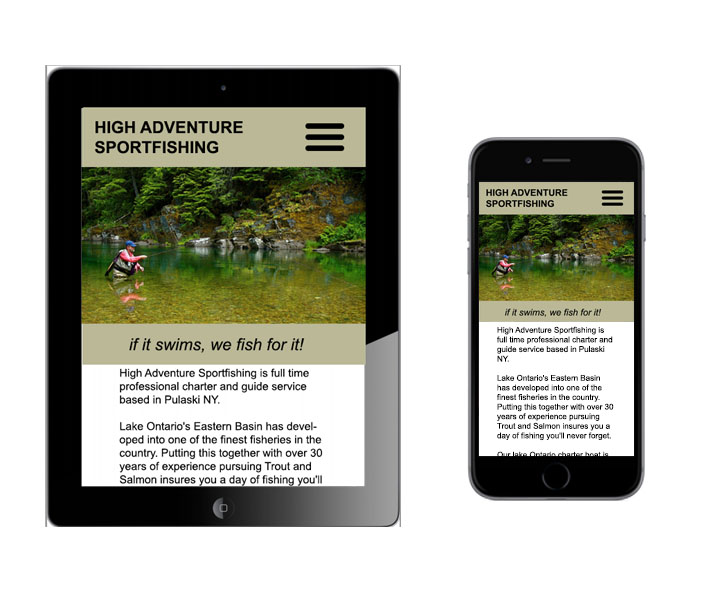 HIGH ADVENTURE
SPORTFISHING
if it swims, we fish for it!
High Adventure Sportfishing is full time
professional charter and guide service
based in Pulaski NY.
Lake Ontario's Eastern Basin has devel-
oped into one of the finest fisheries in the
country. Putting this together with over 30
years of experience pursuing Trout and
Salmon insures you a day of fishing you'll
HIGH ADVENTURE
SPORTFISHING
if it swims, we fish for it!
High Adventure Sportfishing is
full time professional charter and
guide service based in Pulaski
NY.
Lake Ontario's Eastern Basin
has developed into one of the
finest fisheries in the country.
Putting this together with over 30
years of experience pursuing
Trout and Salmon insures you a
day of fishing you'll never forget.
Our lake Ontario charter boat is